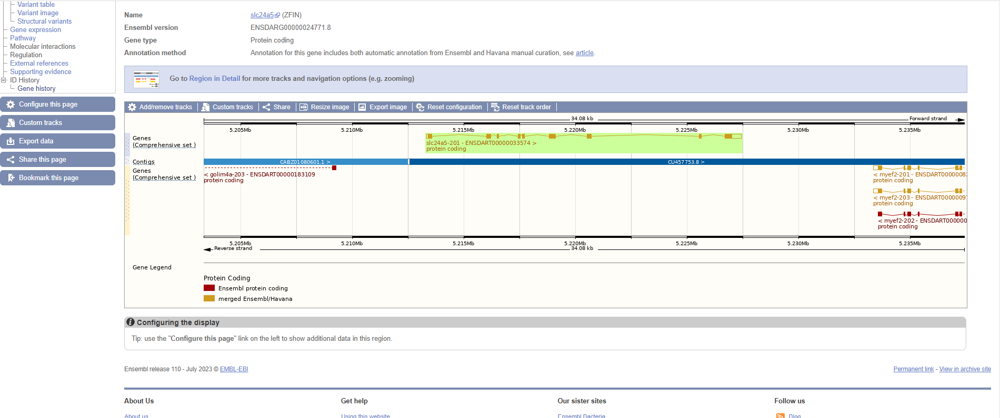 Variant table
Variant image
Structural variants
Gene expression
Pathway
Molecular interactions
Regulation
External references
Supporting evidence
ID History
Gene history
Configure this page
Custom tracks
Export data
Share this page
Bookmark this page
Name slc24a5 (ZFIN)
Ensembl version ENSDARG00000024771.8
Gene type Protein coding
Annotation method Annotation for this gene includes both automatic annotation from Ensembl and Havana manual curation, see article.
Go to Region in Detail for more tracks and navigation options (e.g. zooming)
Add/remove tracks Custom tracks Share Resize image Export image Reset configuration Reset track order
34.08 kb Forward strand
5.205Mb 5.210Mb 5.215Mb 5.220Mb 5.225Mb 5.230Mb 5.235Mb
Genes
(Comprehensive set )
slc24a5-201 - ENSDART00000033574 >
protein coding
Contigs CABZ01080601.1 > CU457753.8 >
Genes
(Comprehensive set )
< golim4a-203 - ENSDART00000183109
protein coding
< myef2-201 - ENSDART0000008
protein coding
< myef2-203 - ENSDART0000009
protein coding
< myef2-202 - ENSDART000000
protein coding
5.205Mb 5.210Mb 5.215Mb 5.220Mb 5.225Mb 5.230Mb 5.235Mb
Reverse strand 34.08 kb
Gene Legend
Protein Coding
Ensembl protein coding
merged Ensembl/Havana
Configuring the display
Tip: use the "Configure this page" link on the left to show additional data in this region.
Ensembl release 110 - July 2023 © EMBL-EBI
Permanent link - View in archive site
About Us Get help Our sister sites Follow us
About us Using this website Ensembl Bacteria Blog